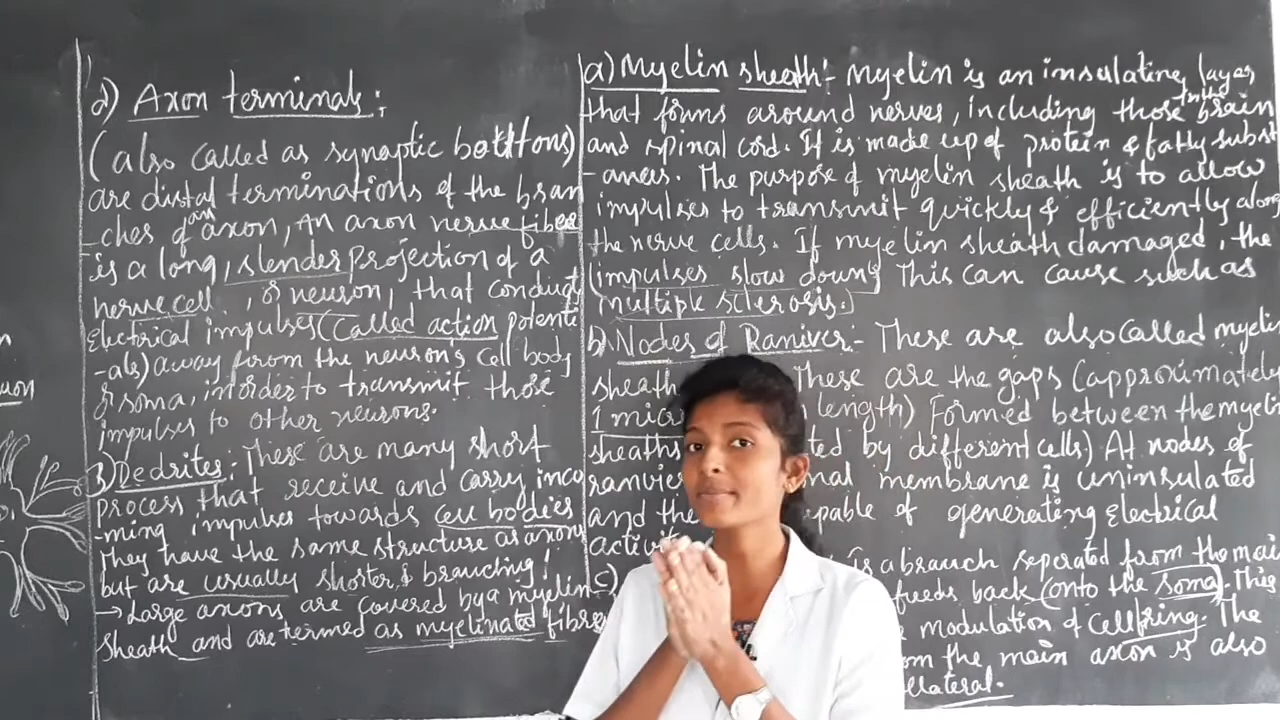 n
uron
d) Axon terminals:
(also called as synaptic bottons)
are distal terminations of the bran
-ches of an axon, An axon nerve fiber
is a long, slender projection of a
nerve cell, or neuron, that conduct
Electrical impulses (called action potenti
-als) away from the neuron's cell body
or soma, inorder to transmit those
impulses to other neurons.
3) Dedrites: These are many short
process that receive and carry inco
-ming impulses towards cell bodies
They have the same structure as axons
but are usually shorter & branching!
→ Large axons are covered by a myelin
sheath and are termed as myelinated fibres
a) Myelin sheath:- Myelin is an insulating layer
that forms around nerves, including those in the brain
and spinal cord. It is made up of protein & fatty subst
-ances. The purpose of myelin sheath is to allow
impulses to transmit quickly & efficiently along
the nerve cells. If myelin sheath damaged, the
(impulses slow down) This can cause such as
multiple sclerosis.)
b) Nodes of Raniver:- These are also called myelin
sheath These are the gaps (approximately
1 micr length) Formed between the myelin
sheaths ted by different cells.) At nodes of
ranvier nal membrane is uninsulated
and the pable of generating Electrical
activit
c) is a branch seperated from the main
feeds back (onto the soma). This
modulation of cell firing. The
om the main axon is also
llateral.